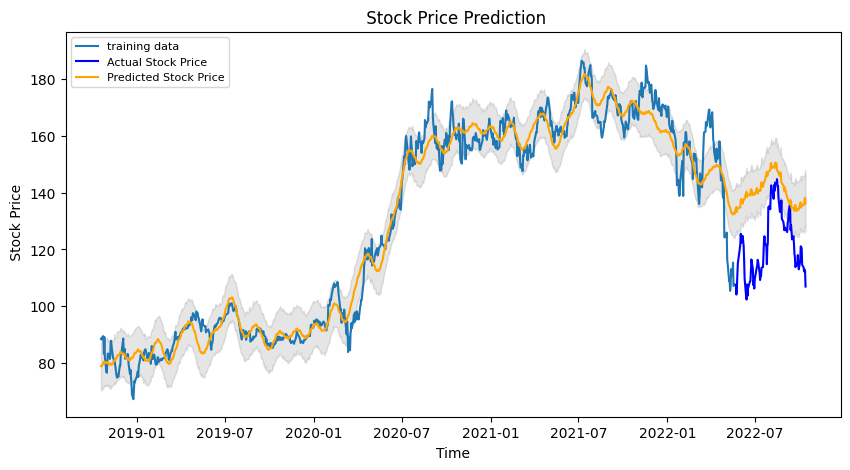 Stock Price Prediction
training data
Actual Stock Price
Predicted Stock Price
Stock Price
180
160
140
120
100
80
2019-01 2019-07 2020-01 2020-07 2021-01 2021-07 2022-01 2022-07
Time